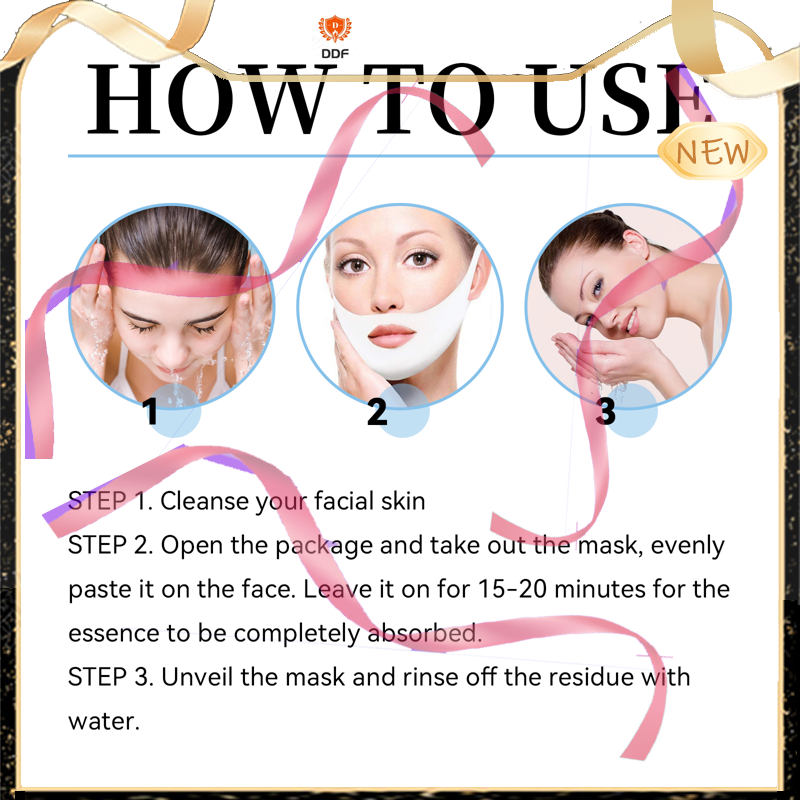 DDF
HOW TO USE
NEW
1
2
3
STEP 1. Cleanse your facial skin
STEP 2. Open the package and take out the mask, evenly
paste it on the face. Leave it on for 15-20 minutes for the
essence to be completely absorbed.
STEP 3. Unveil the mask and rinse off the residue with
water.